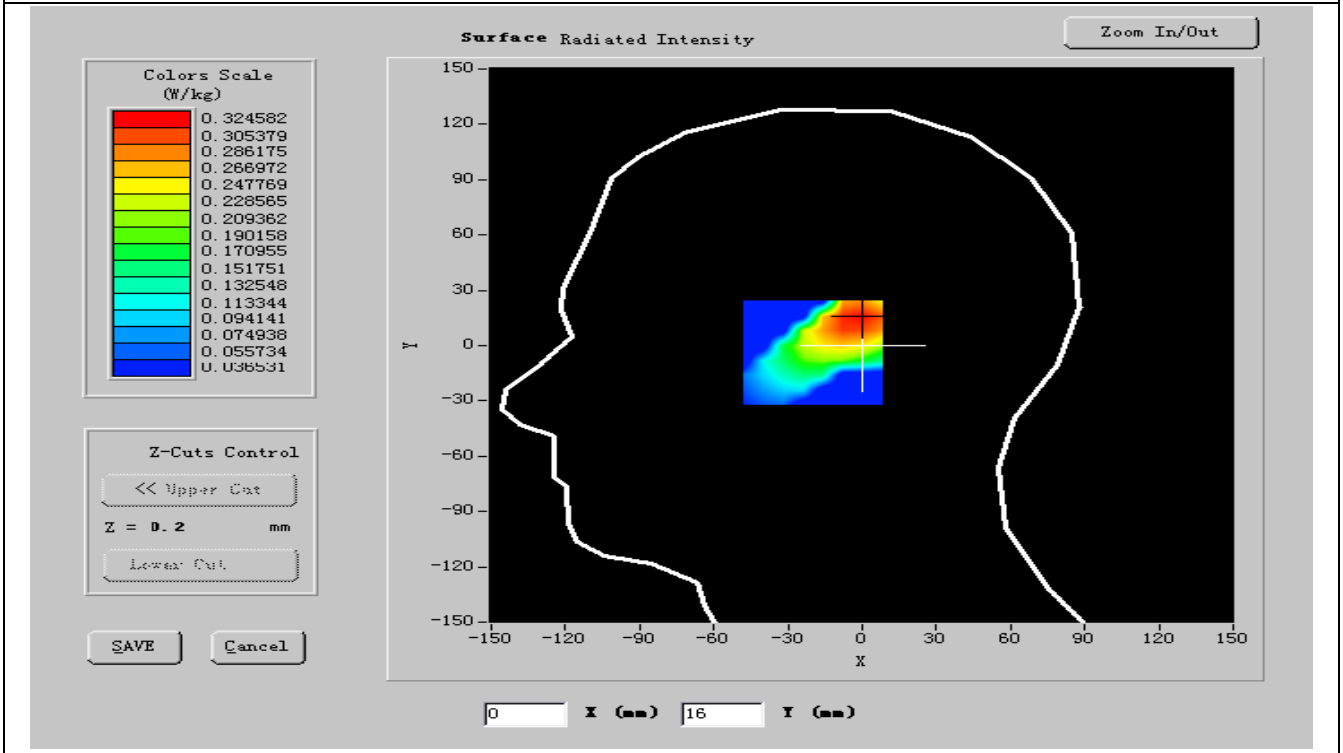 Surface Radiated Intensity
Zoom In/Out
Colors Scale
(W/kg)
0.324582
0.305379
0.286175
0.266972
0.247769
0.228565
0.209362
0.190158
0.170955
0.151751
0.132548
0.113344
0.094141
0.074938
0.055734
0.036531
Z-Cuts Control
<< Upper Cut
Z = 0.2 mm
Lower Cut
SAVE
Cancel
150
120
90
60
30
0
-30
-60
-90
-120
-150
Y
-150 -120 -90 -60 -30 0 30 60 90 120 150
X
0 X (mm) 16 Y (mm)